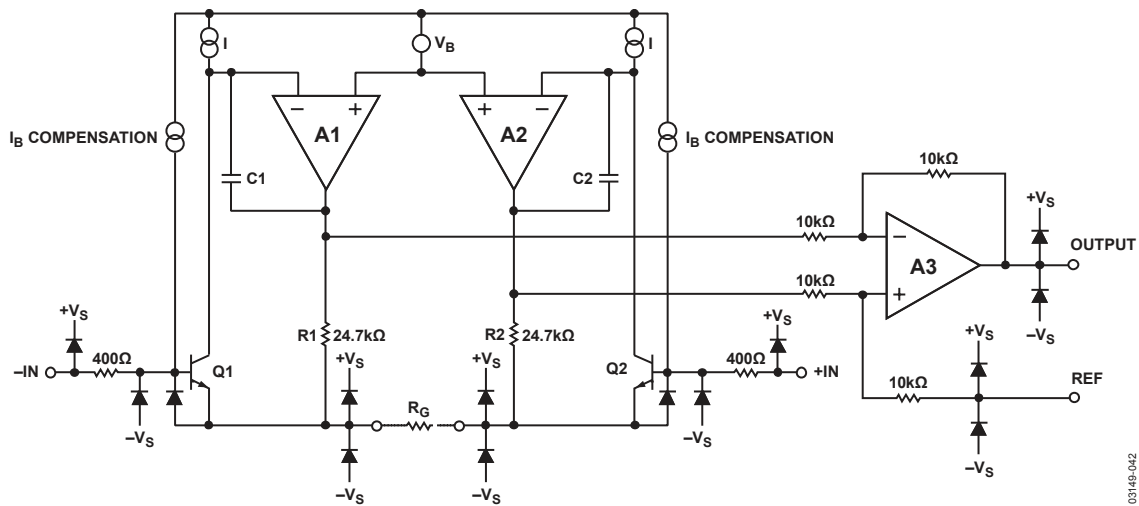 I
V_B
I
− +
+ −
A1
A2
I_B COMPENSATION
I_B COMPENSATION
C1
C2
10kΩ
+V_S
10kΩ
−
A3
OUTPUT
10kΩ
+
−V_S
R1
24.7kΩ
R2
24.7kΩ
+V_S
+V_S
+V_S
400Ω
–IN
Q1
+V_S
+V_S
Q2
400Ω
+IN
10kΩ
REF
R_G
–V_S
–V_S
–V_S
–V_S
–V_S
–V_S
03149-042